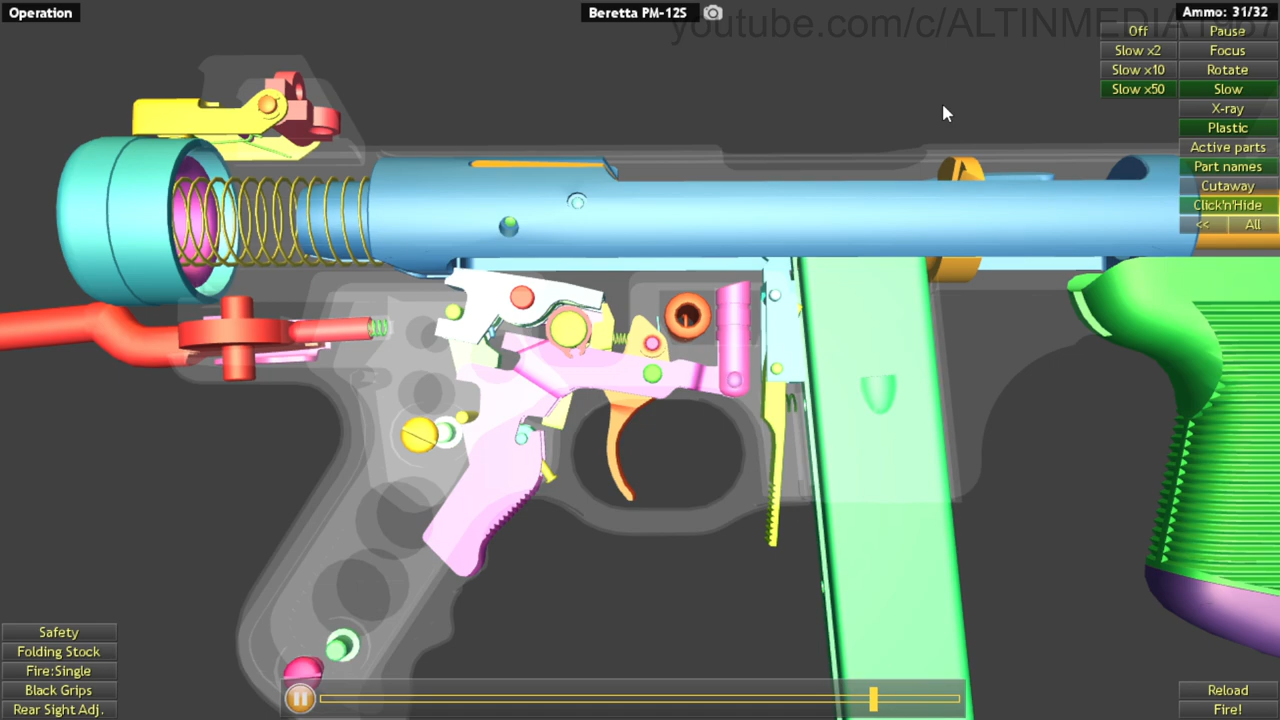 Operation
Beretta PM-12S
Ammo: 31/32
youtube.com/c/ALTINMEDIA1987
Off
Pause
Slow x2
Focus
Slow x10
Rotate
Slow x50
Slow
X-ray
Plastic
Active parts
Part names
Cutaway
Click'n'Hide
<<
All
Safety
Folding Stock
Fire:Single
Black Grips
Rear Sight Adj.
Reload
Fire!